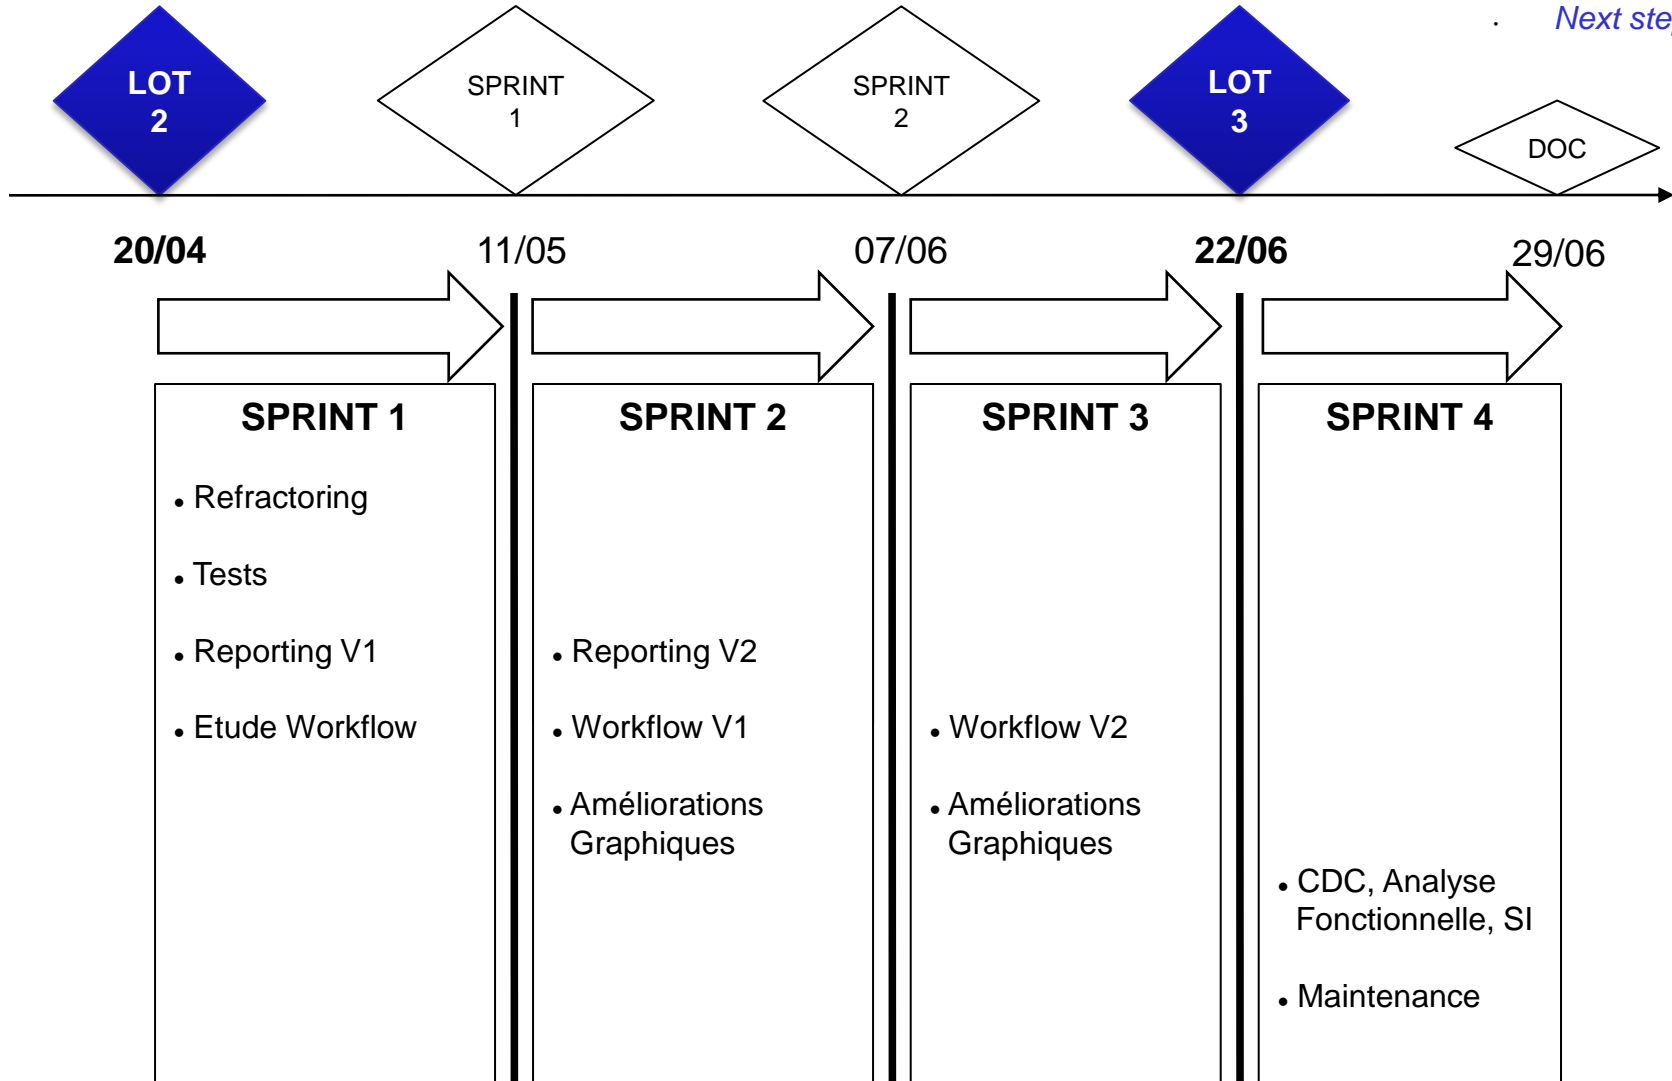 Next ste
LOT
2
SPRINT
1
SPRINT
2
LOT
3
DOC
20/04
11/05
07/06
22/06
29/06
SPRINT 1
• Refractoring
• Tests
• Reporting V1
• Etude Workflow
SPRINT 2
• Reporting V2
• Workflow V1
• Améliorations
Graphiques
SPRINT 3
• Workflow V2
• Améliorations
Graphiques
SPRINT 4
• CDC, Analyse
Fonctionnelle, SI
• Maintenance